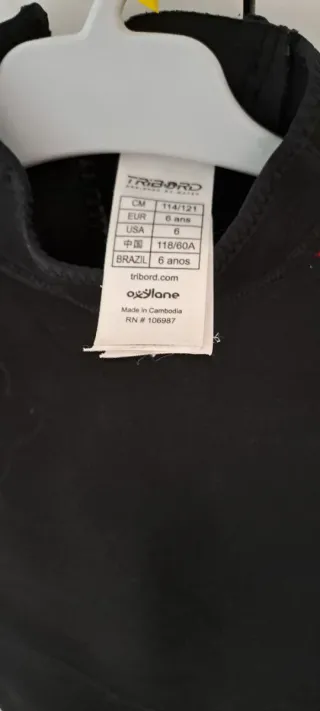 TRIBORD
CM 114/121
EUR 6 ans
USA 6
中国 118/60A
BRAZIL 6 anos
tribord.com
oxylane
Made in Cambodia
RN # 106987